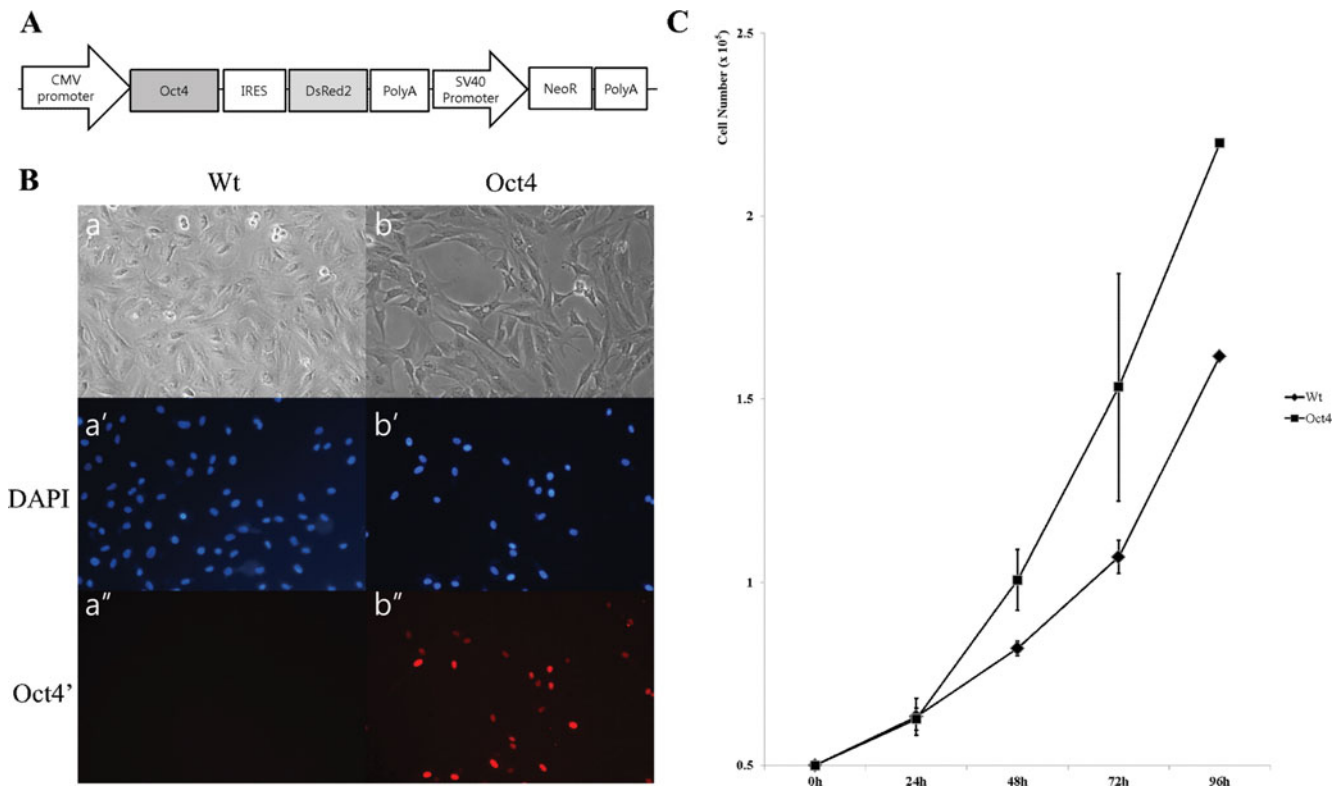 A
CMV
promoter
Oct4
IRES
DsRed2
PolyA
SV40
Promoter
NeoR
PolyA
B
Wt
Oct4
a
b
DAPI
a'
b'
Oct4'
a"
b"
C
Cell Number (x 10⁵)
2.5
2
1.5
1
0.5
0h
24h
48h
72h
96h
Wt
Oct4